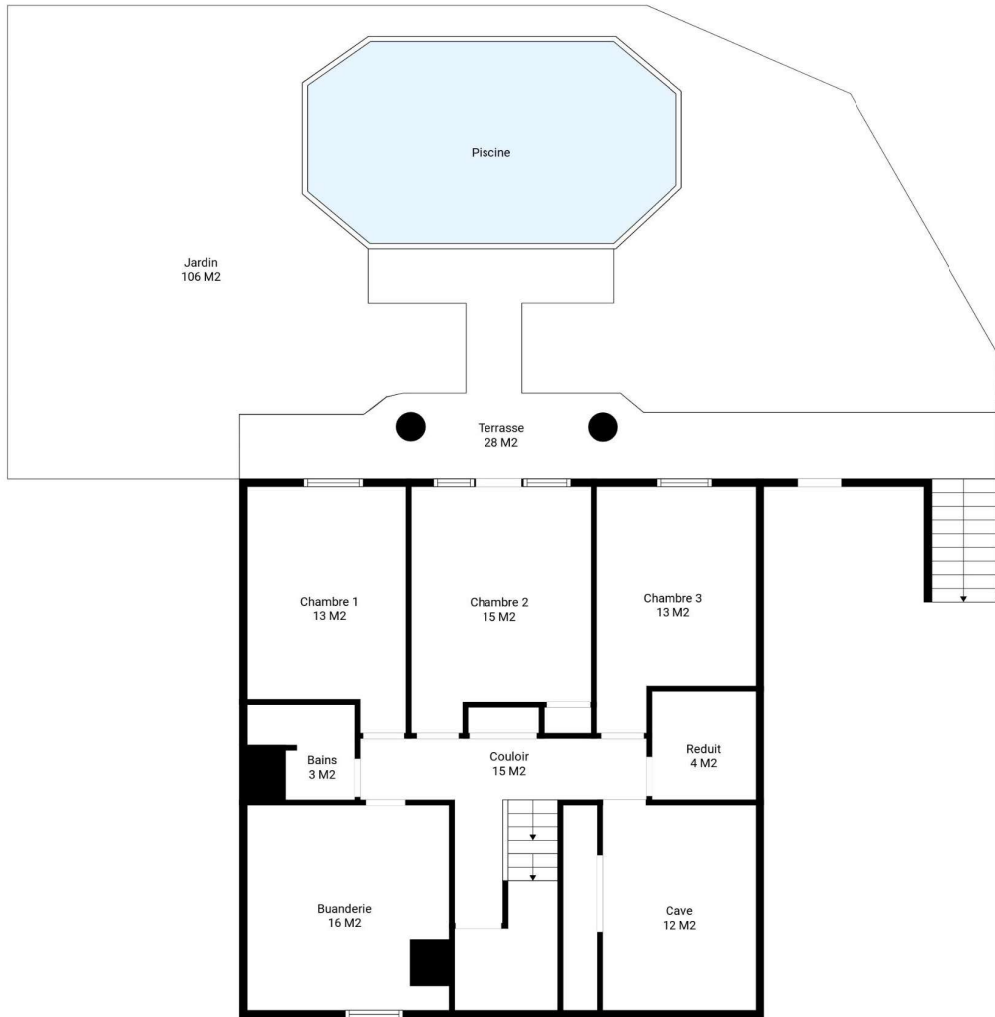 Piscine
Jardin
106 M2
Terrasse
28 M2
Chambre 1
13 M2
Chambre 2
15 M2
Chambre 3
13 M2
Bains
3 M2
Couloir
15 M2
Reduit
4 M2
Buanderie
16 M2
Cave
12 M2